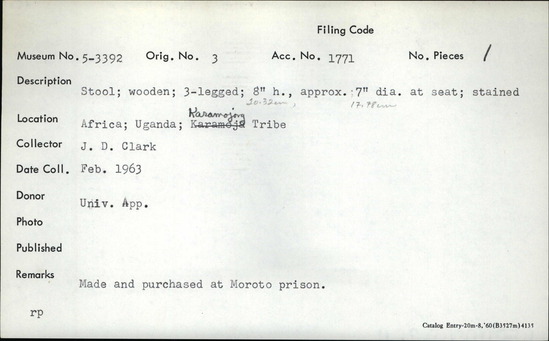 Filing Code
Museum No. 5-3392 Orig. No. 3 Acc. No. 1771 No. Pieces 1
Description
Stool; wooden; 3-legged; 8" h., approx. 7" dia. at seat; stained
20.32cm, 17.78cm
Karamojong
Location Africa; Uganda; Karamoja Tribe
Collector J. D. Clark
Date Coll. Feb. 1963
Donor Univ. App.
Photo
Published
Remarks Made and purchased at Moroto prison.
rp
Catalog Entry-20m-8,'60(B3527m)4155